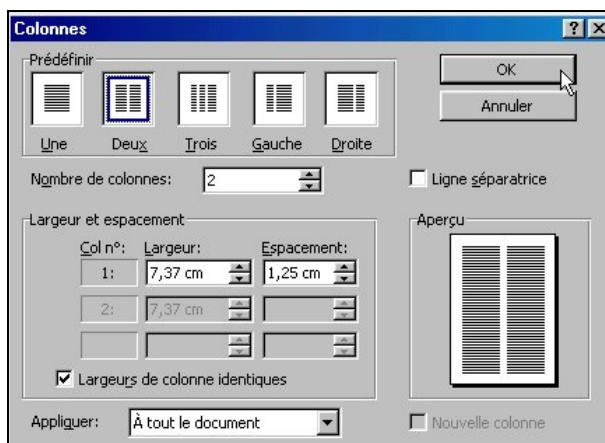 Colonnes
Prédéfinir
Une Deux Trois Gauche Droite
OK
Annuler
Nombre de colonnes: 2
Ligne séparatrice
Largeur et espacement
Col n°: Largeur: Espacement:
1: 7,37 cm 1,25 cm
2: 7,37 cm
Largeurs de colonne identiques
Aperçu
Appliquer: À tout le document
Nouvelle colonne